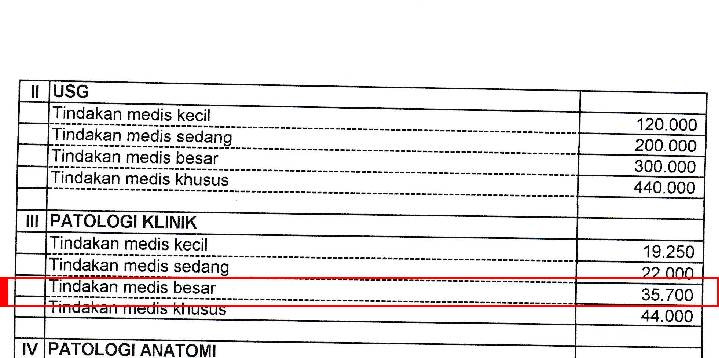 II USG
Tindakan medis kecil 120.000
Tindakan medis sedang 200.000
Tindakan medis besar 300.000
Tindakan medis khusus 440.000
III PATOLOGI KLINIK
Tindakan medis kecil 19.250
Tindakan medis sedang 22.000
Tindakan medis besar 35.700
Tindakan medis khusus 44.000
IV PATOLOGI ANATOMI